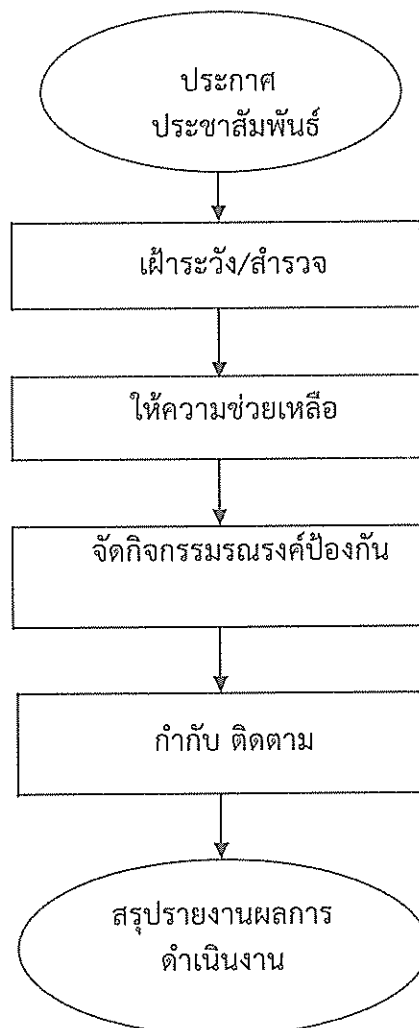 ประกาศ
ประชาสัมพันธ์
เฝ้าระวัง/สำรวจ
ให้ความช่วยเหลือ
จัดกิจกรรมรณรงค์ป้องกัน
กำกับ ติดตาม
สรุปรายงานผลการ
ดำเนินงาน